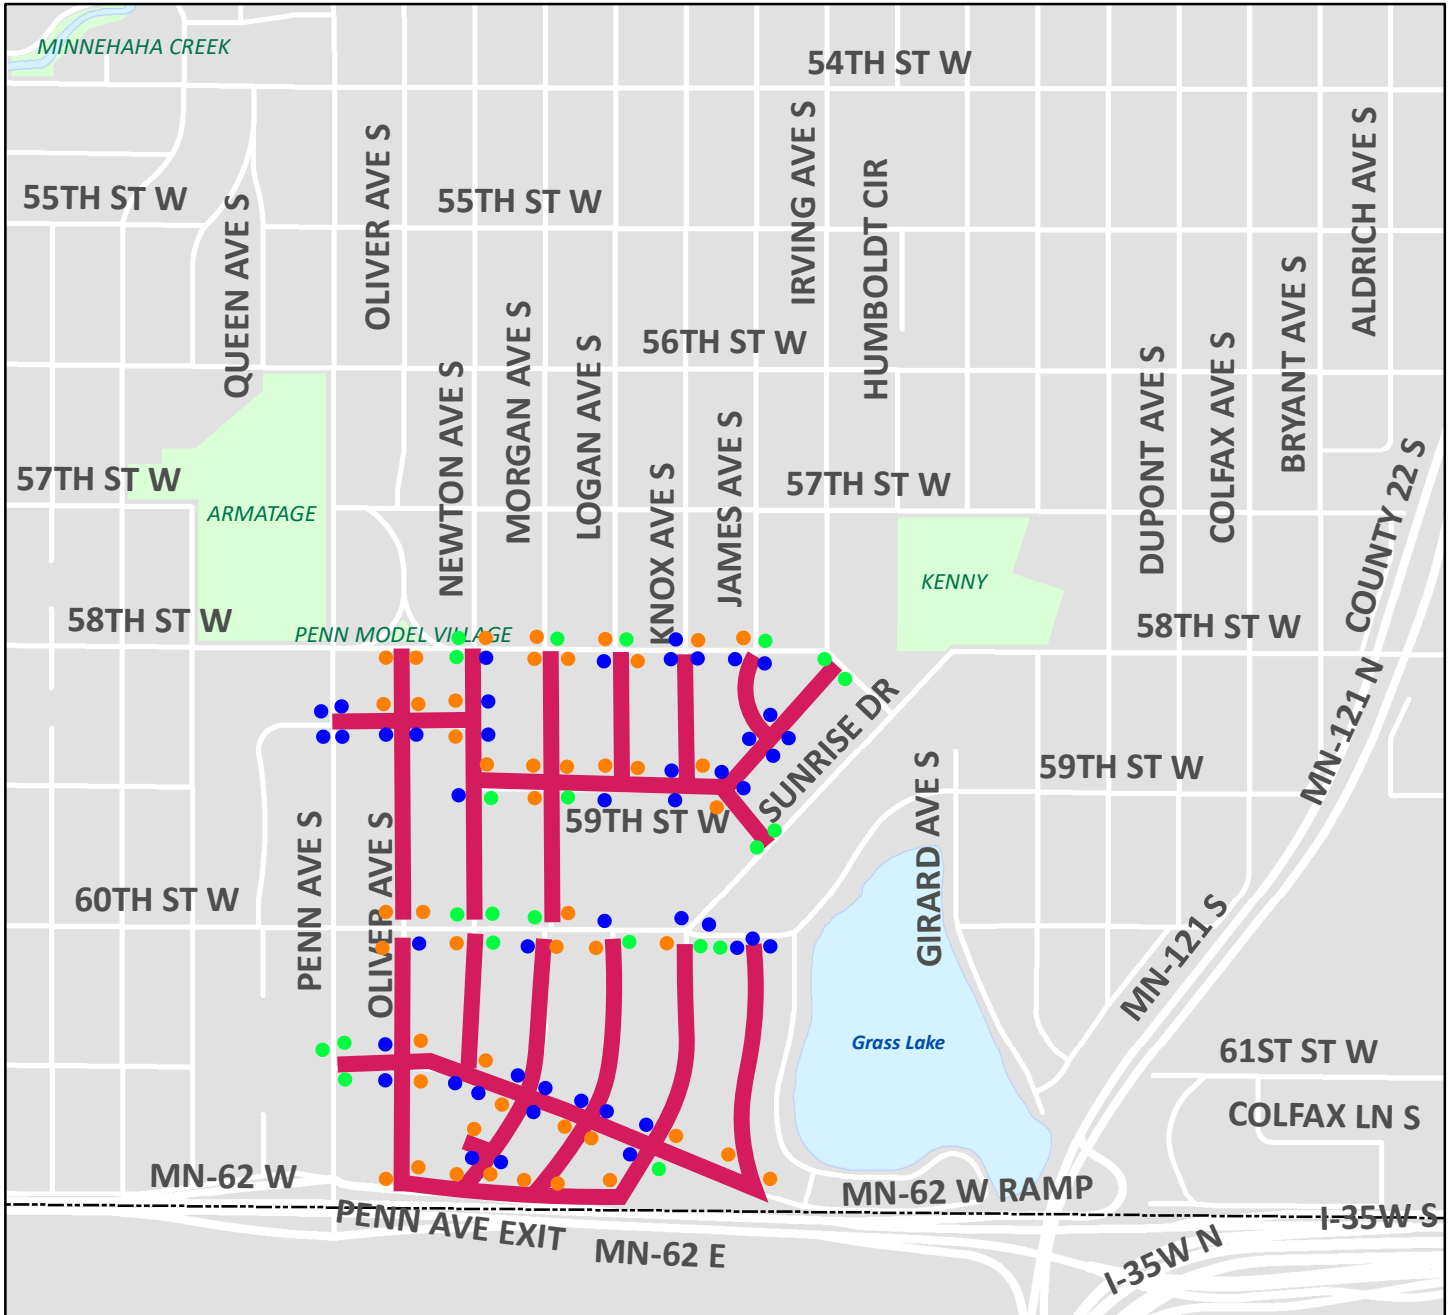 MINNEHAHA CREEK
54TH ST W
IRVING AVE S
ALDRICH AVE S
OLIVER AVE S
HUMBOLDT CIR
55TH ST W
55TH ST W
QUEEN AVE S
BRYANT AVE S
MORGAN AVE S
56TH ST W
LOGAN AVE S
COLFAX AVE S
DUPONT AVE S
NEWTON AVE S
JAMES AVE S
COUNTY 22 S
57TH ST W
57TH ST W
KNOX AVE S
ARMATAGE
KENNY
58TH ST W
PENN MODEL VILLAGE
58TH ST W
MN-121 N
SUNRISE DR
GIRARD AVE S
59TH ST W
59TH ST W
PENN AVE S
OLIVER AVE S
60TH ST W
MN-121 S
Grass Lake
61ST ST W
COLFAX LN S
MN-62 W
MN-62 W RAMP
PENN AVE EXIT
I-35W S
MN-62 E
I-35W N